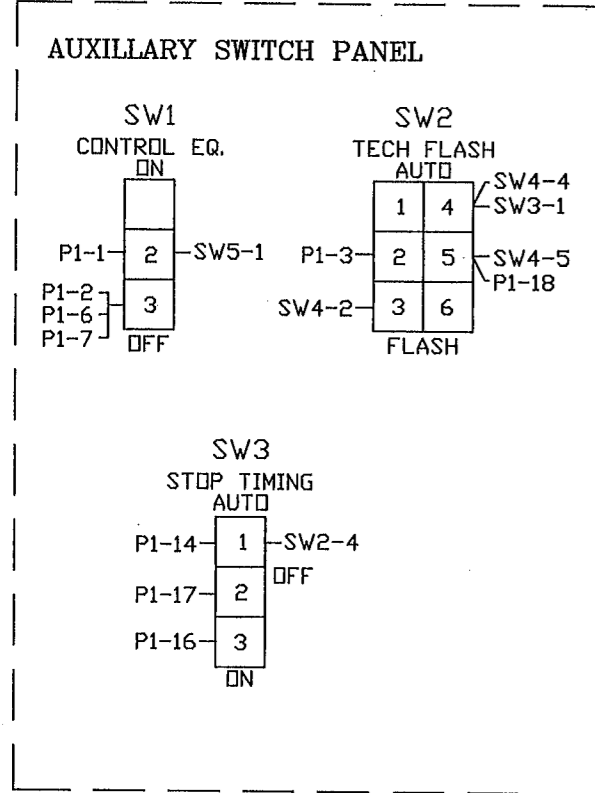 AUXILLARY SWITCH PANEL
SW1
CONTROL EQ.
ON
P1-1 2 SW5-1
P1-2
P1-6 3
P1-7
OFF
SW2
TECH FLASH
AUTO
1 4 SW4-4
SW3-1
P1-3 2 5 SW4-5
P1-18
SW4-2 3 6
FLASH
SW3
STOP TIMING
AUTO
P1-14 1 SW2-4
OFF
P1-17 2
P1-16 3
ON